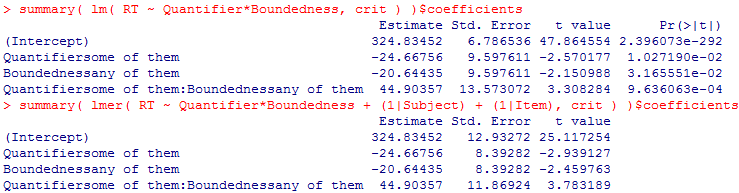 > summary( lm( RT ~ Quantifier*Boundedness, crit ) )$coefficients
Estimate Std. Error t value Pr(>|t|)
(Intercept) 324.83452 6.786536 47.864554 2.396073e-292
Quantifiersome of them -24.66756 9.597611 -2.570177 1.027190e-02
Boundednessany of them -20.64435 9.597611 -2.150988 3.165551e-02
Quantifiersome of them:Boundednessany of them 44.90357 13.573072 3.308284 9.636063e-04
> summary( lmer( RT ~ Quantifier*Boundedness + (1|Subject) + (1|Item), crit ) )$coefficients
Estimate Std. Error t value
(Intercept) 324.83452 12.93272 25.117254
Quantifiersome of them -24.66756 8.39282 -2.939127
Boundednessany of them -20.64435 8.39282 -2.459763
Quantifiersome of them:Boundednessany of them 44.90357 11.86924 3.783189